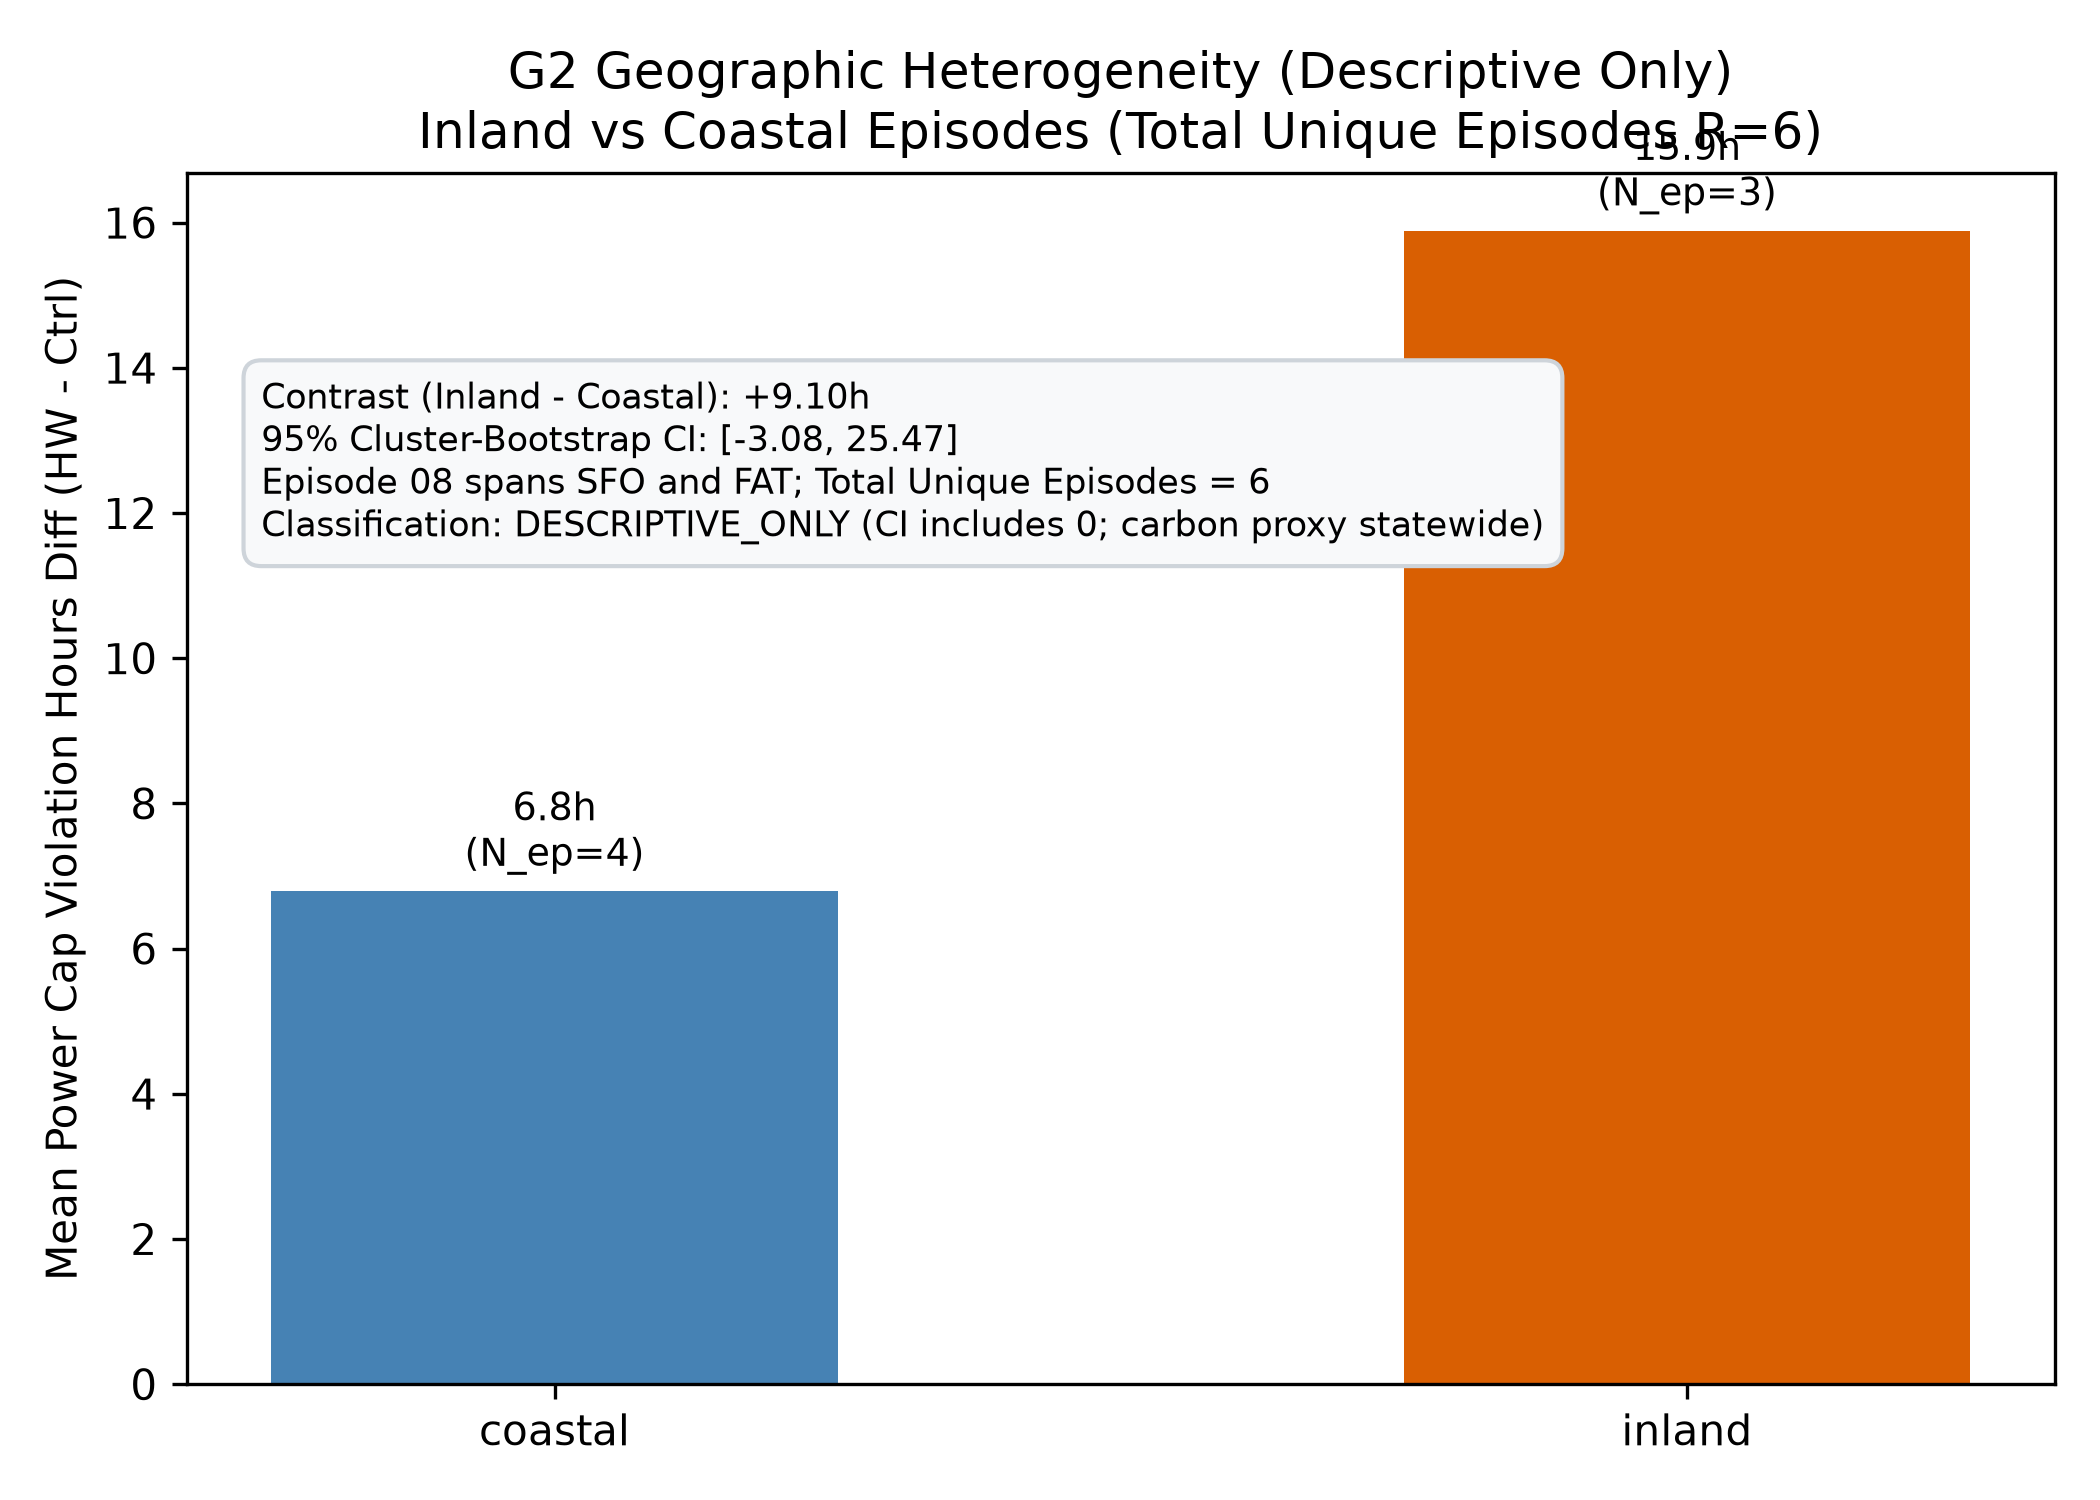 G2 Geographic Heterogeneity (Descriptive Only)
Inland vs Coastal Episodes (Total Unique Episodes R=6)
15.9h
(N_ep=3)
16
14
12
10
8
6
4
2
0
Mean Power Cap Violation Hours Diff (HW - Ctrl)
Contrast (Inland - Coastal): +9.10h
95% Cluster-Bootstrap CI: [-3.08, 25.47]
Episode 08 spans SFO and FAT; Total Unique Episodes = 6
Classification: DESCRIPTIVE_ONLY (CI includes 0; carbon proxy statewide)
6.8h
(N_ep=4)
coastal
inland